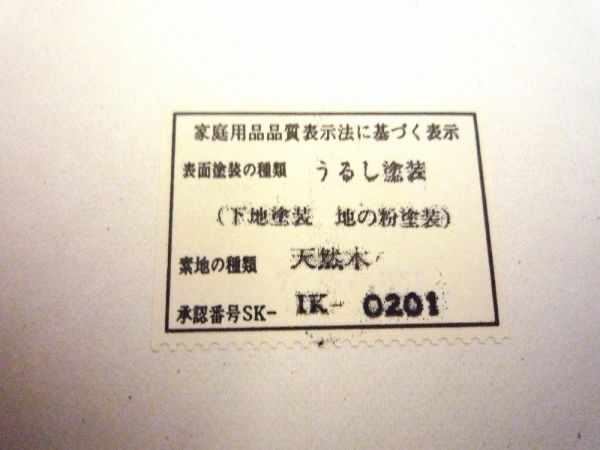 家庭用品品質表示法に基づく表示
表面塗装の種類 うるし塗装
(下地塗装 地の粉塗装)
素地の種類 天然木
承認番号SK- IK- 0201